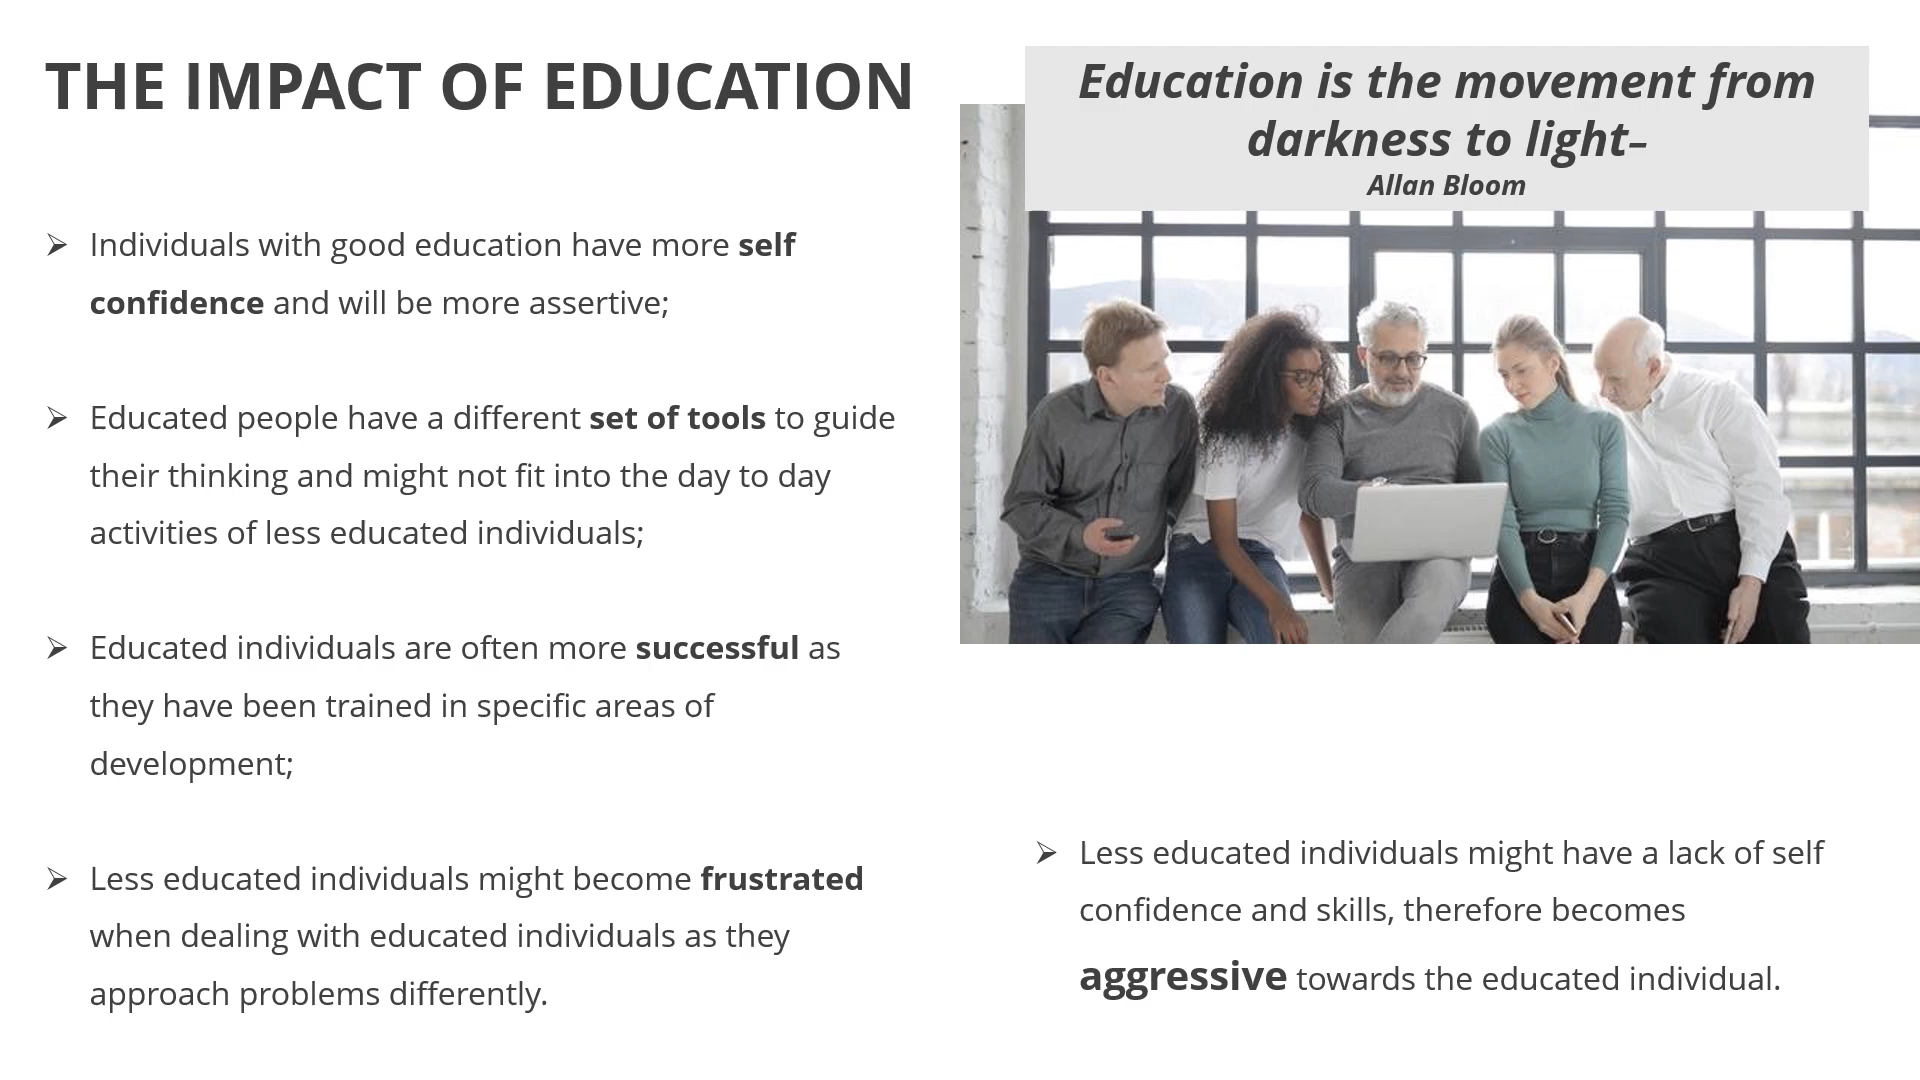 THE IMPACT OF EDUCATION
Education is the movement from
darkness to light–
Allan Bloom
➢ Individuals with good education have more self
confidence and will be more assertive;
➢ Educated people have a different set of tools to guide
their thinking and might not fit into the day to day
activities of less educated individuals;
➢ Educated individuals are often more successful as
they have been trained in specific areas of
development;
➢ Less educated individuals might become frustrated
when dealing with educated individuals as they
approach problems differently.
➢ Less educated individuals might have a lack of self
confidence and skills, therefore becomes
aggressive towards the educated individual.